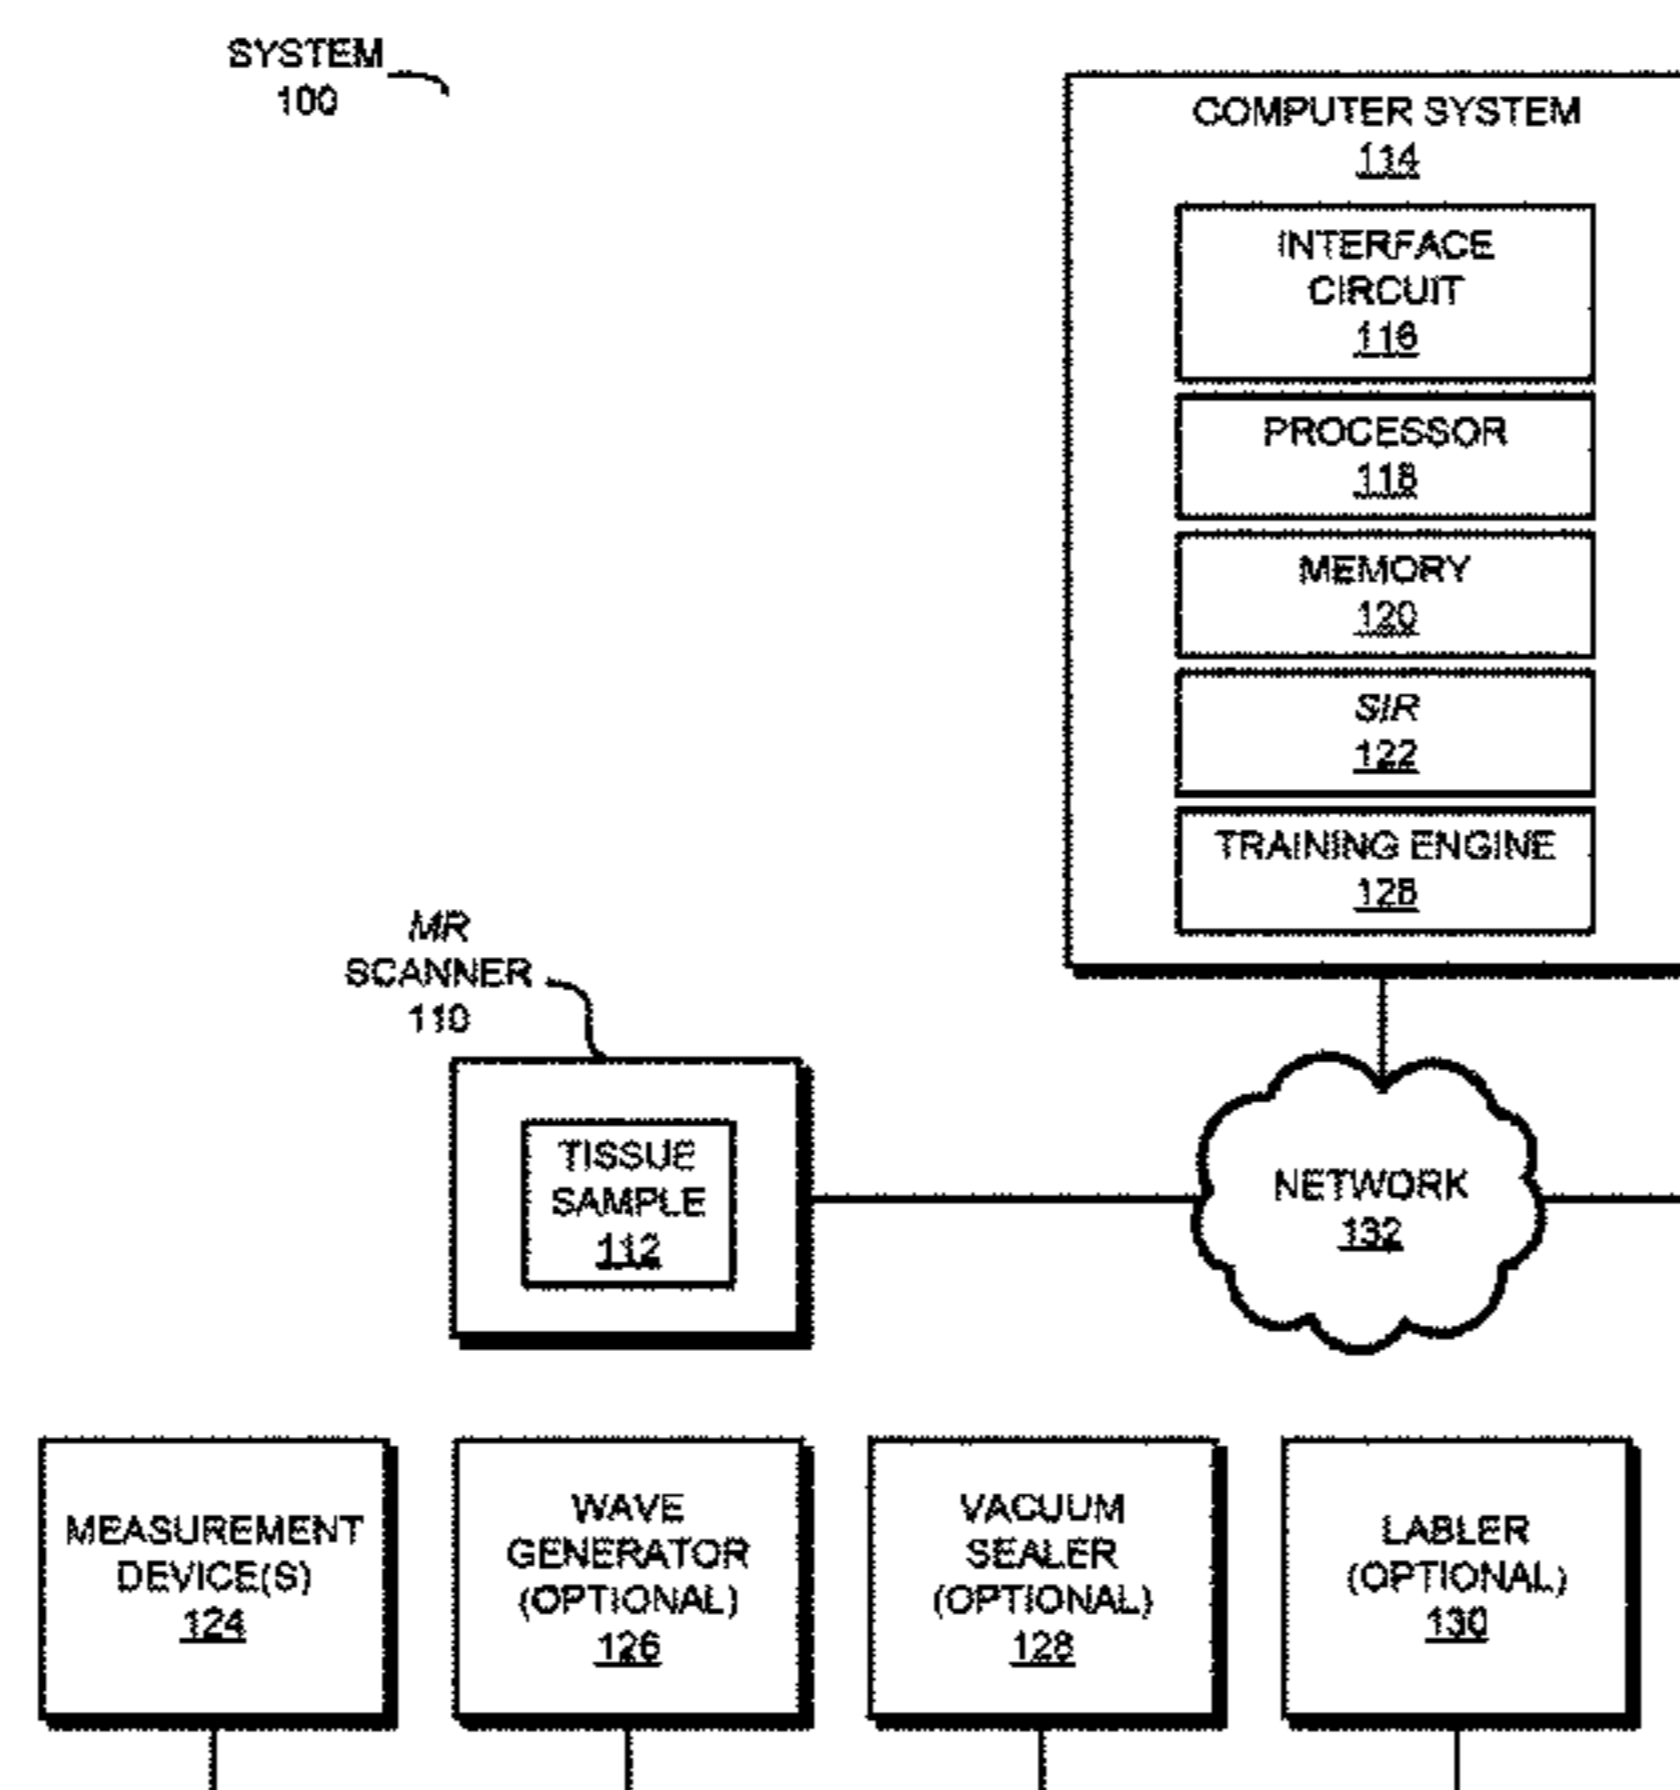 SYSTEM
100
COMPUTER SYSTEM
114
INTERFACE
CIRCUIT
116
PROCESSOR
118
MEMORY
120
SIR
122
TRAINING ENGINE
128
MR
SCANNER
110
TISSUE
SAMPLE
112
NETWORK
132
MEASUREMENT
DEVICE(S)
124
WAVE
GENERATOR
(OPTIONAL)
126
VACUUM
SEALER
(OPTIONAL)
128
LABLER
(OPTIONAL)
130